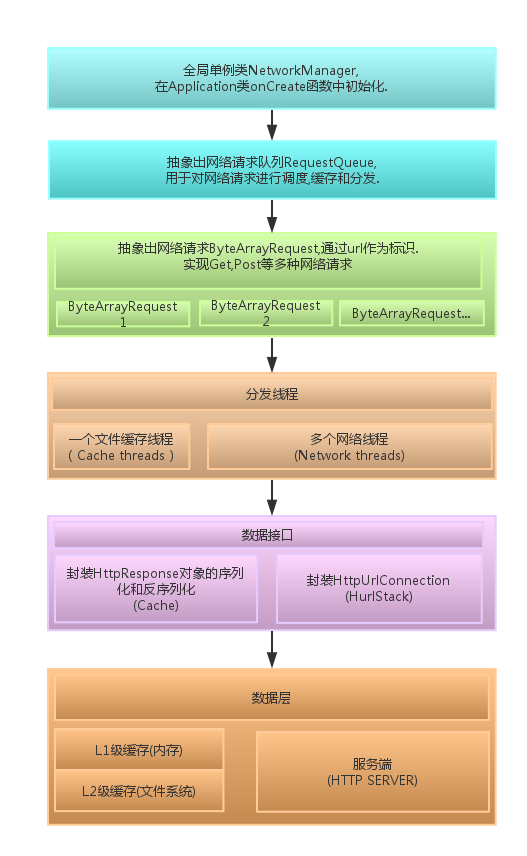 全局单例类NetworkManager,
在Application类onCreate函数中初始化.
抽象出网络请求队列RequestQueue,
用于对网络请求进行调度,缓存和分发.
抽象出网络请求ByteArrayRequest,通过url作为标识.
实现Get,Post等多种网络请求
ByteArrayRequest
1
ByteArrayRequest
2
ByteArrayRequest...
分发线程
一个文件缓存线程
( Cache threads )
多个网络线程
(Network threads)
数据接口
封装HttpResponse对象的序列
化和反序列化
(Cache)
封装HttpUrlConnection
(HurlStack)
数据层
L1级缓存(内存)
L2级缓存(文件系统)
服务端
(HTTP SERVER)